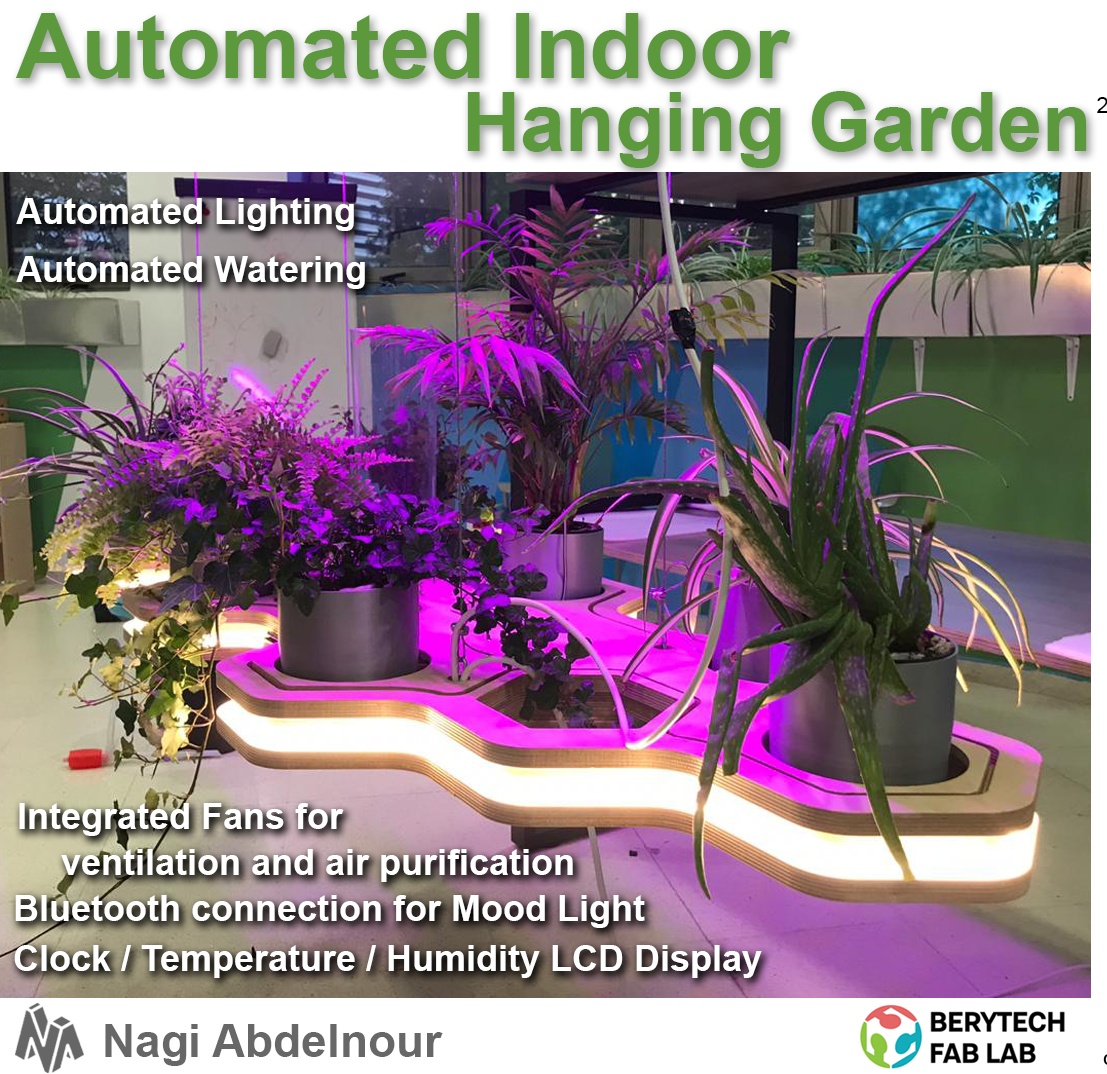 Automated Indoor
Hanging Garden
2
Automated Lighting
Automated Watering
Integrated Fans for
ventilation and air purification
Bluetooth connection for Mood Light
Clock / Temperature / Humidity LCD Display
Nagi Abdelnour
BERYTECH
FAB LAB